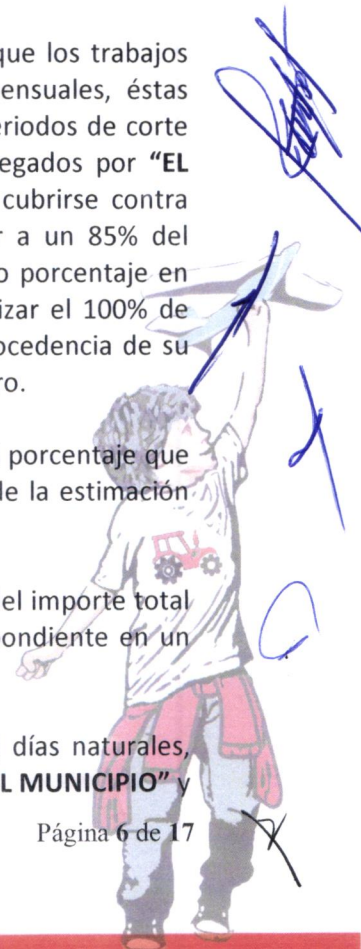 que los trabajos
ensuales, éstas
eriodos de corte
egados por "EL
cubrirse contra
r a un 85% del
o porcentaje en
izar el 100% de
ocedencia de su
ro.
porcentaje que
de la estimación
el importe total
pondiente en un
días naturales,
L MUNICIPIO" y
Página 6 de 17